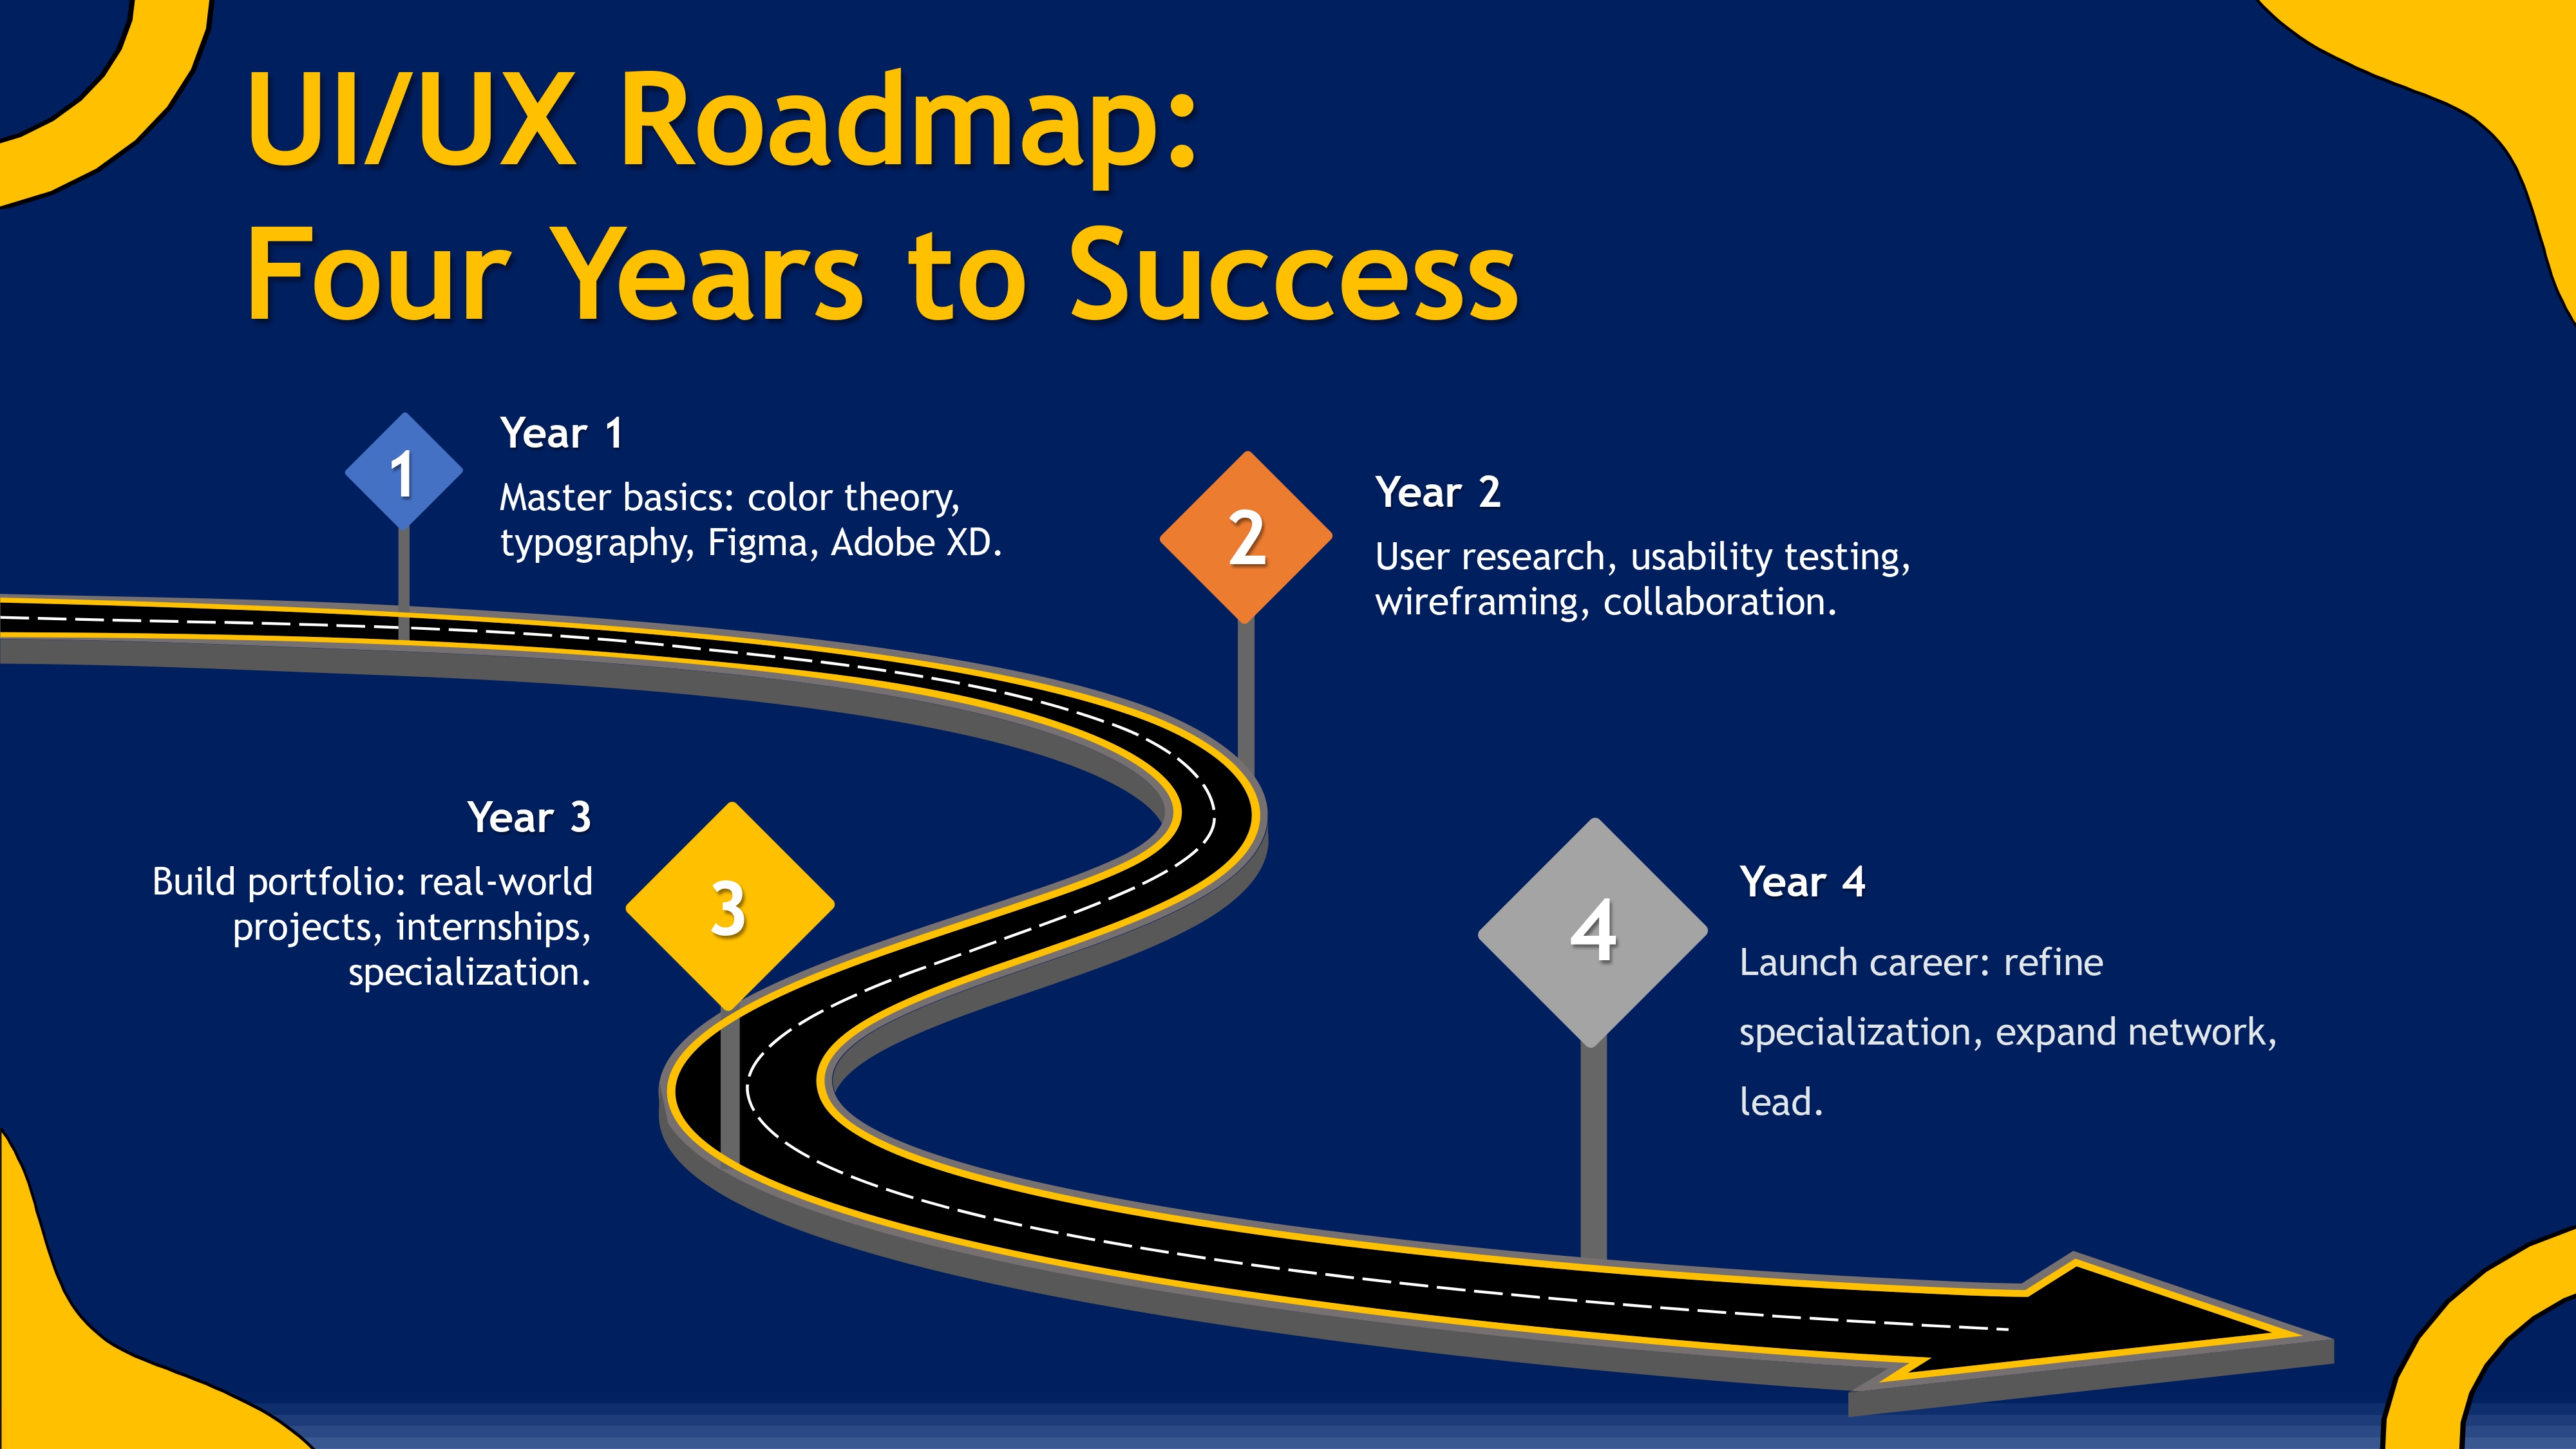 UI/UX Roadmap:
Four Years to Success
1
Year 1
Master basics: color theory,
typography, Figma, Adobe XD.
2
Year 2
User research, usability testing,
wireframing, collaboration.
Year 3
Build portfolio: real-world
projects, internships,
specialization.
3
4
Year 4
Launch career: refine
specialization, expand network,
lead.